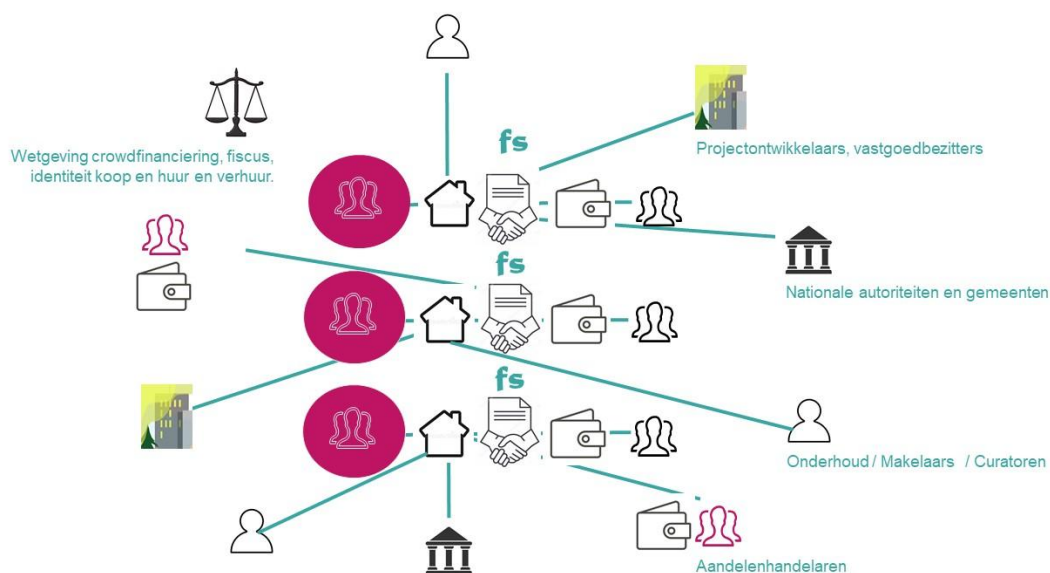 fs
Projectontwikkelaars, vastgoedbezitters
Wetgeving crowdfinanciering, fiscus,
identiteit koop en huur en verhuur.
fs
Nationale autoriteiten en gemeenten
fs
Onderhoud / Makelaars / Curatoren
Aandelenhandelaren